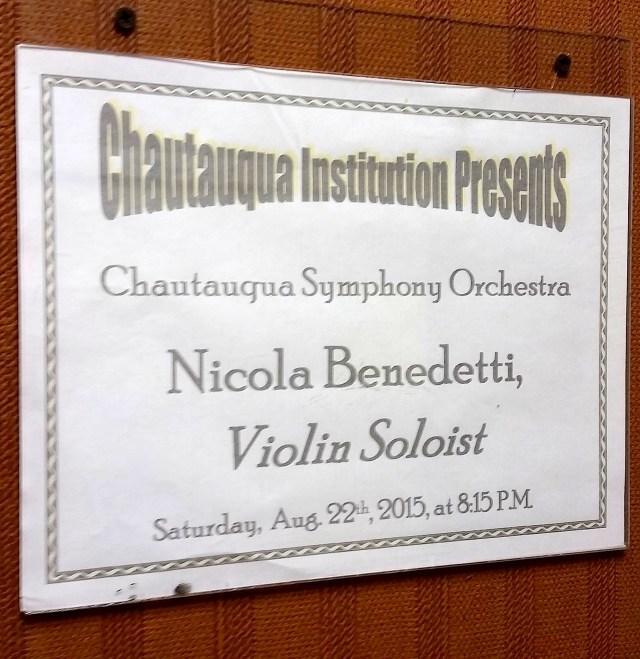 Chautauqua Institution Presents
Chautauqua Symphony Orchestra
Nicola Benedetti,
Violin Soloist
Saturday, Aug. 22th, 2015, at 8:15 P.M.